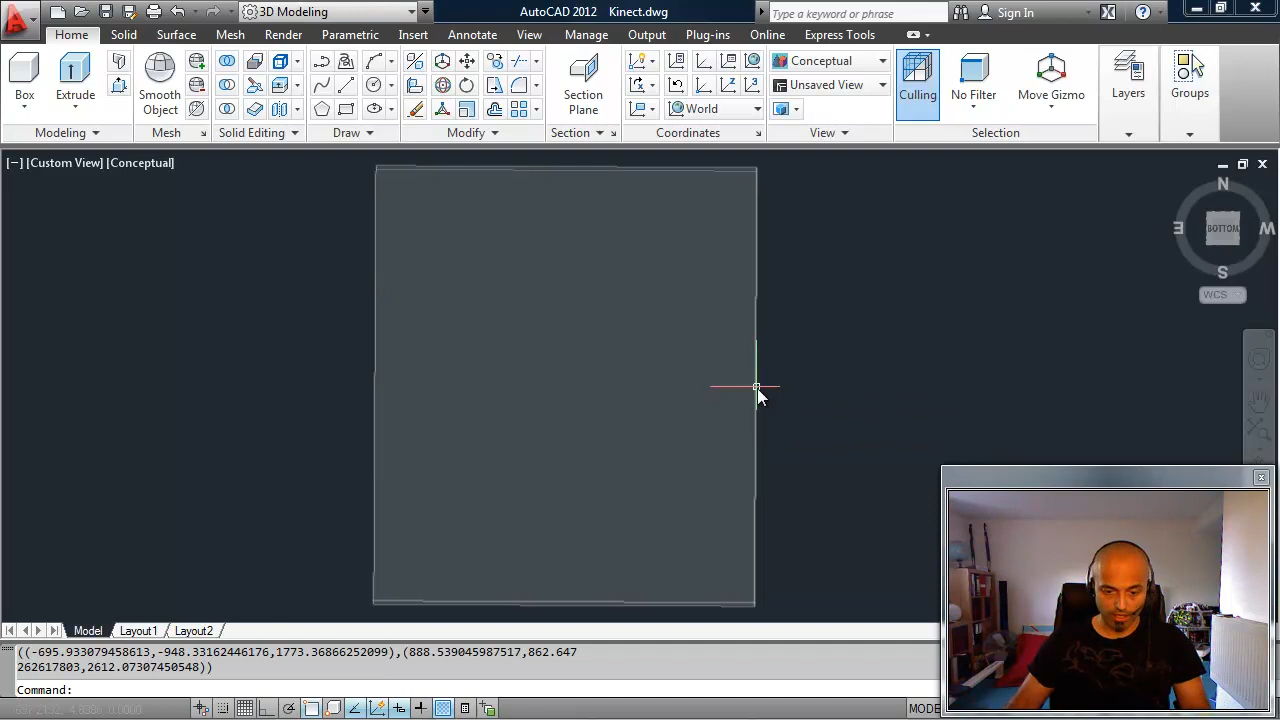 3D Modeling
AutoCAD 2012 Kinect.dwg
Type a keyword or phrase
Sign In
Home Solid Surface Mesh Render Parametric Insert Annotate View Manage Output Plug-ins Online Express Tools
Box
Extrude
Smooth Object
Section Plane
World
Conceptual
Unsaved View
Culling
No Filter
Move Gizmo
Layers
Groups
Modeling Mesh Solid Editing Draw Modify Section Coordinates View Selection
[−] [Custom View] [Conceptual]
N
E BOTTOM W
S
WCS
Model Layout1 Layout2
((-695.933079458613,-948.33162446176,1773.36866252099),(888.539045987517,862.647
262617803,2612.07307450548))
Command:
MODE